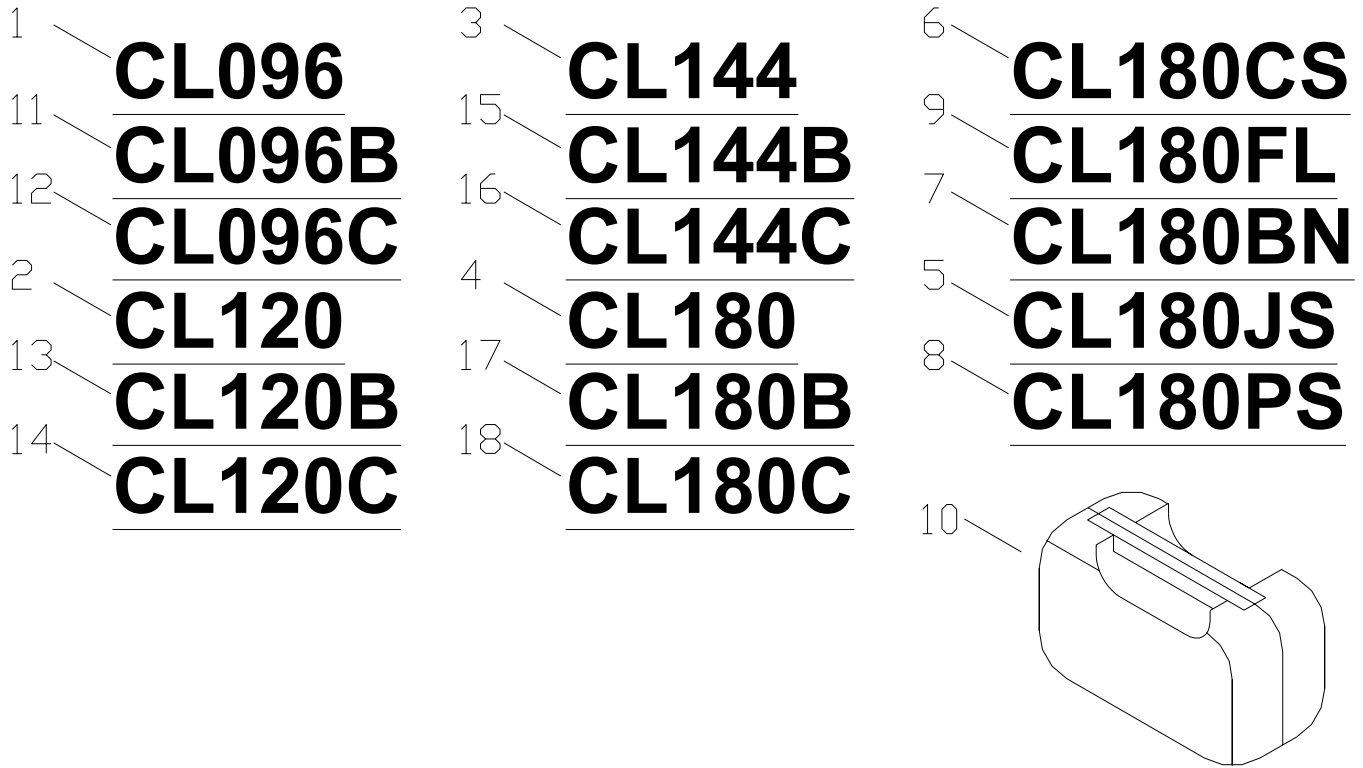 1 CL096
11 CL096B
12 CL096C
2 CL120
13 CL120B
14 CL120C
3 CL144
15 CL144B
16 CL144C
4 CL180
17 CL180B
18 CL180C
6 CL180CS
9 CL180FL
7 CL180BN
5 CL180JS
8 CL180PS
10